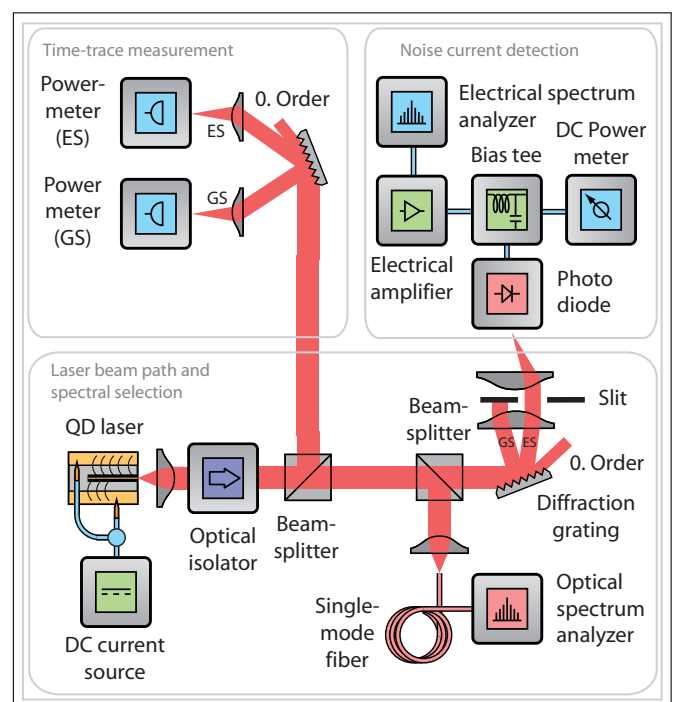 Time-trace measurement
Power-
meter
(ES)
ES
0. Order
Power
meter
(GS)
GS
Noise current detection
Electrical spectrum
analyzer
Bias tee
DC Power
meter
Electrical
amplifier
Photo
diode
Laser beam path and
spectral selection
QD laser
Optical
isolator
Beam-
splitter
DC current
source
Beam-
splitter
Slit
GS
ES
0. Order
Diffraction
grating
Single-
mode
fiber
Optical
spectrum
analyzer